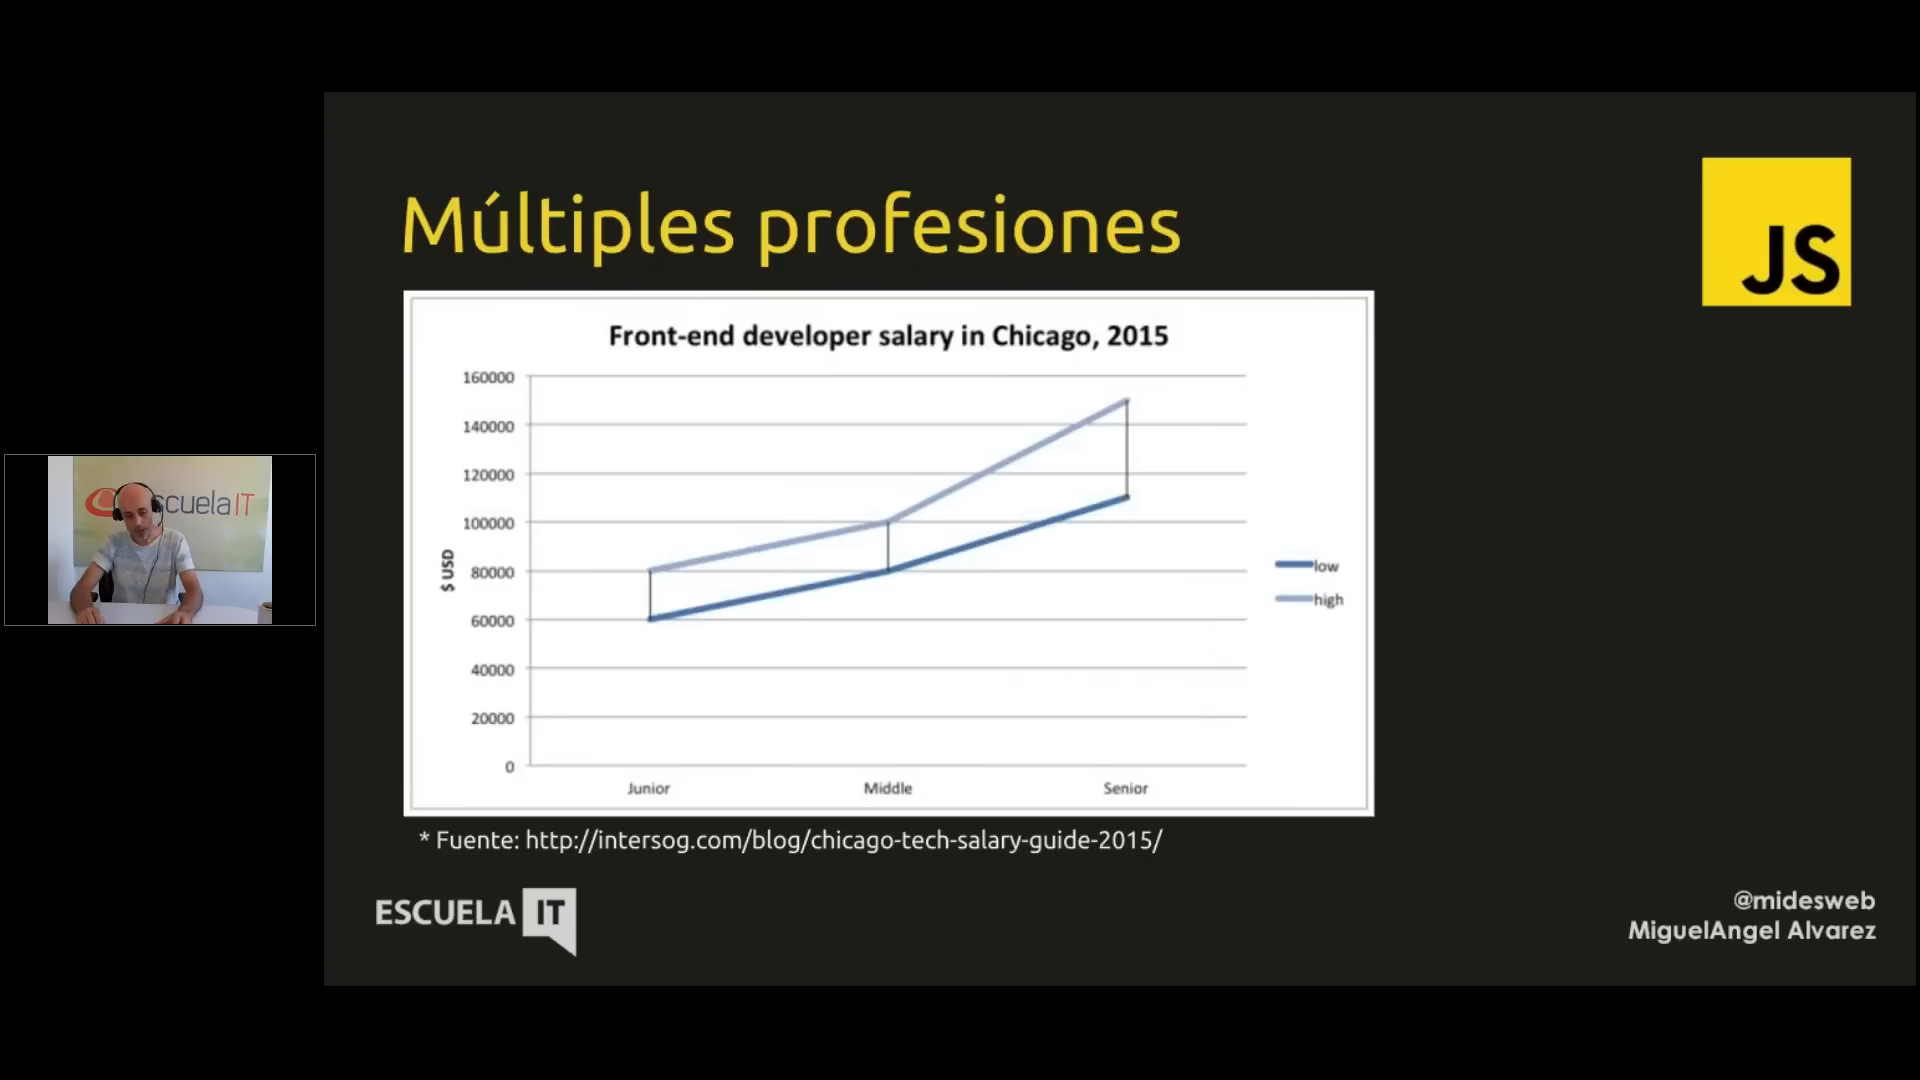 Múltiples profesiones
JS
Front-end developer salary in Chicago, 2015
160000
140000
120000
100000
80000
60000
40000
20000
0
$ USD
Junior
Middle
Senior
low
high
* Fuente: http://intersog.com/blog/chicago-tech-salary-guide-2015/
ESCUELA IT
@midesweb
MiguelAngel Alvarez
escuela IT